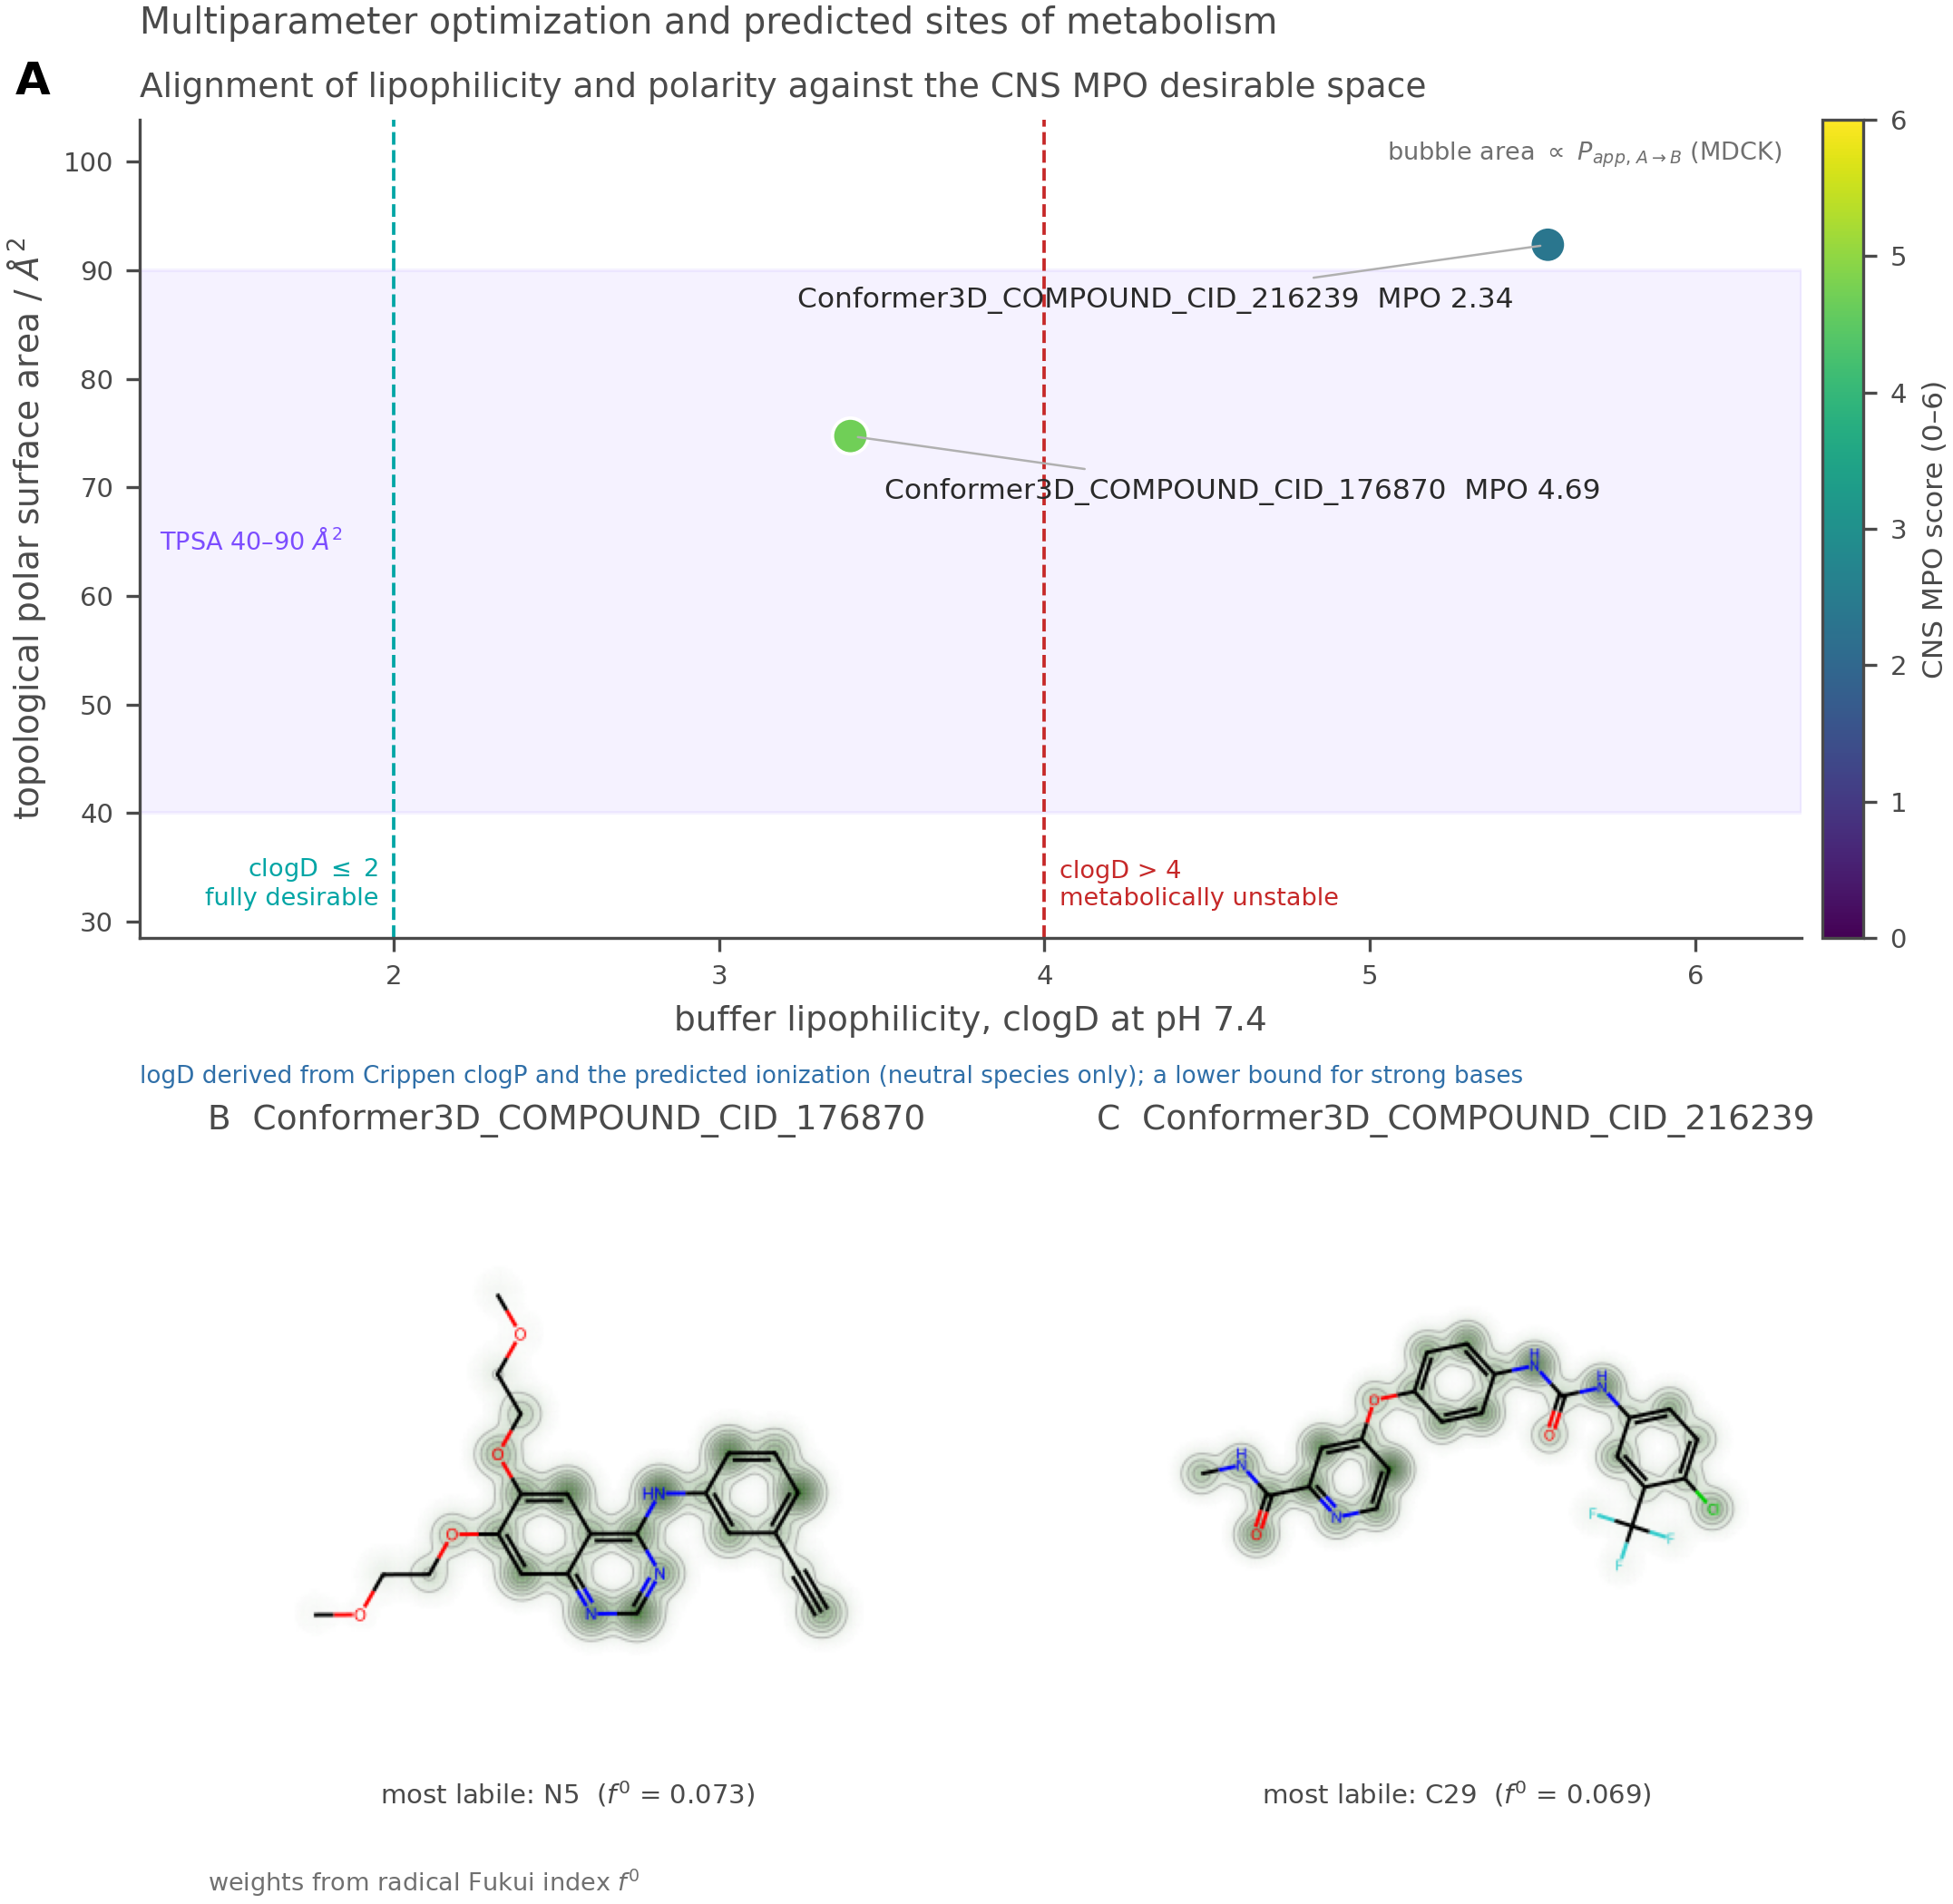 Multiparameter optimization and predicted sites of metabolism
A
Alignment of lipophilicity and polarity against the CNS MPO desirable space
topological polar surface area / Å²
100
90
80
70
60
50
40
30
bubble area ∝ P_{app, A→B} (MDCK)
Conformer3D_COMPOUND_CID_216239 MPO 2.34
Conformer3D_COMPOUND_CID_176870 MPO 4.69
TPSA 40–90 Å²
clogD ≤ 2
fully desirable
clogD > 4
metabolically unstable
2
3
4
5
6
buffer lipophilicity, clogD at pH 7.4
6
5
4
3
2
1
0
CNS MPO score (0–6)
logD derived from Crippen clogP and the predicted ionization (neutral species only); a lower bound for strong bases
B Conformer3D_COMPOUND_CID_176870
O
O
O
O
HN
N
N
most labile: N5 (f⁰ = 0.073)
C Conformer3D_COMPOUND_CID_216239
H
N
O
N
O
H
N
O
H
N
F
F
F
Cl
most labile: C29 (f⁰ = 0.069)
weights from radical Fukui index f⁰